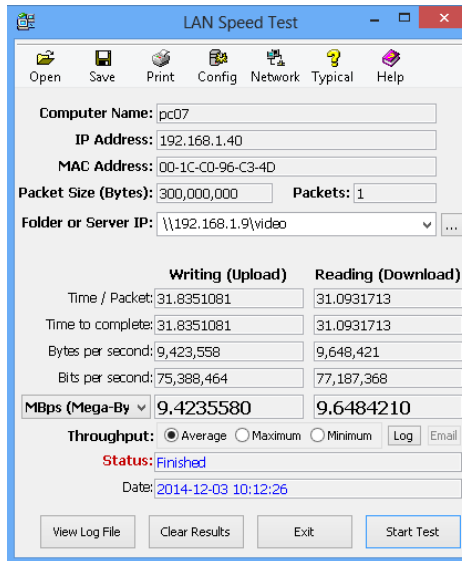 LAN Speed Test
Open Save Print Config Network Typical Help
Computer Name: pc07
IP Address: 192.168.1.40
MAC Address: 00-1C-C0-96-C3-4D
Packet Size (Bytes): 300,000,000 Packets: 1
Folder or Server IP: \\192.168.1.9\video ...
Writing (Upload) Reading (Download)
Time / Packet: 31.8351081 31.0931713
Time to complete: 31.8351081 31.0931713
Bytes per second: 9,423,558 9,648,421
Bits per second: 75,388,464 77,187,368
MBps (Mega-By 9.4235580 9.6484210
Throughput: Average Maximum Minimum Log Email
Status: Finished
Date: 2014-12-03 10:12:26
View Log File Clear Results Exit Start Test